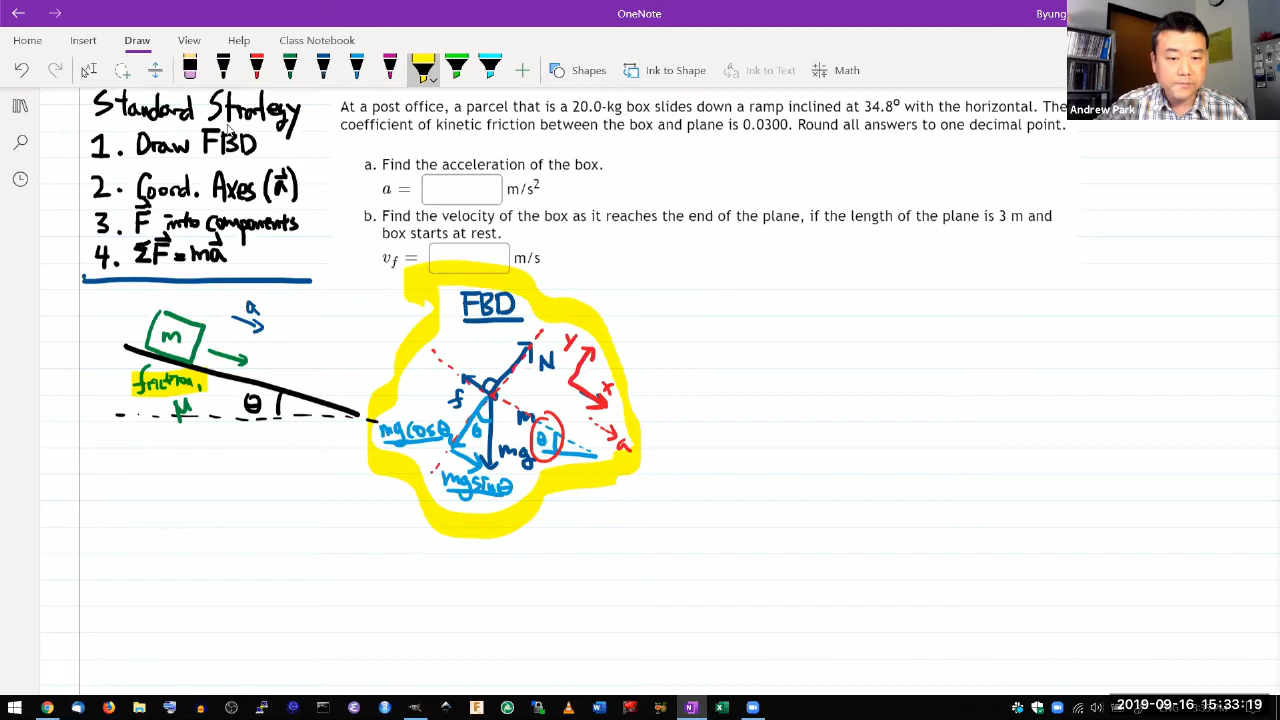 OneNote
Byung
Home Insert Draw View Help Class Notebook
Shapes Ink to Shape Ink to Text Math
Andrew Park
Standard Strategy
1. Draw FBD
2. Coord. Axes (a)
3. F into components
4. ΣF = ma
At a post office, a parcel that is a 20.0-kg box slides down a ramp inclined at 34.8° with the horizontal. The
coefficient of kinetic friction between the box and plane is 0.0300. Round all answers to one decimal point.
a. Find the acceleration of the box.
a = m/s²
b. Find the velocity of the box as it reaches the end of the plane, if the length of the plane is 3 m and
box starts at rest.
v_f = m/s
a
m
friction,
μ
θ
FBD
N
y
x
a
f
m
θ
θ
mg cosθ
mg
mg sinθ
2019-09-16 15:33:19